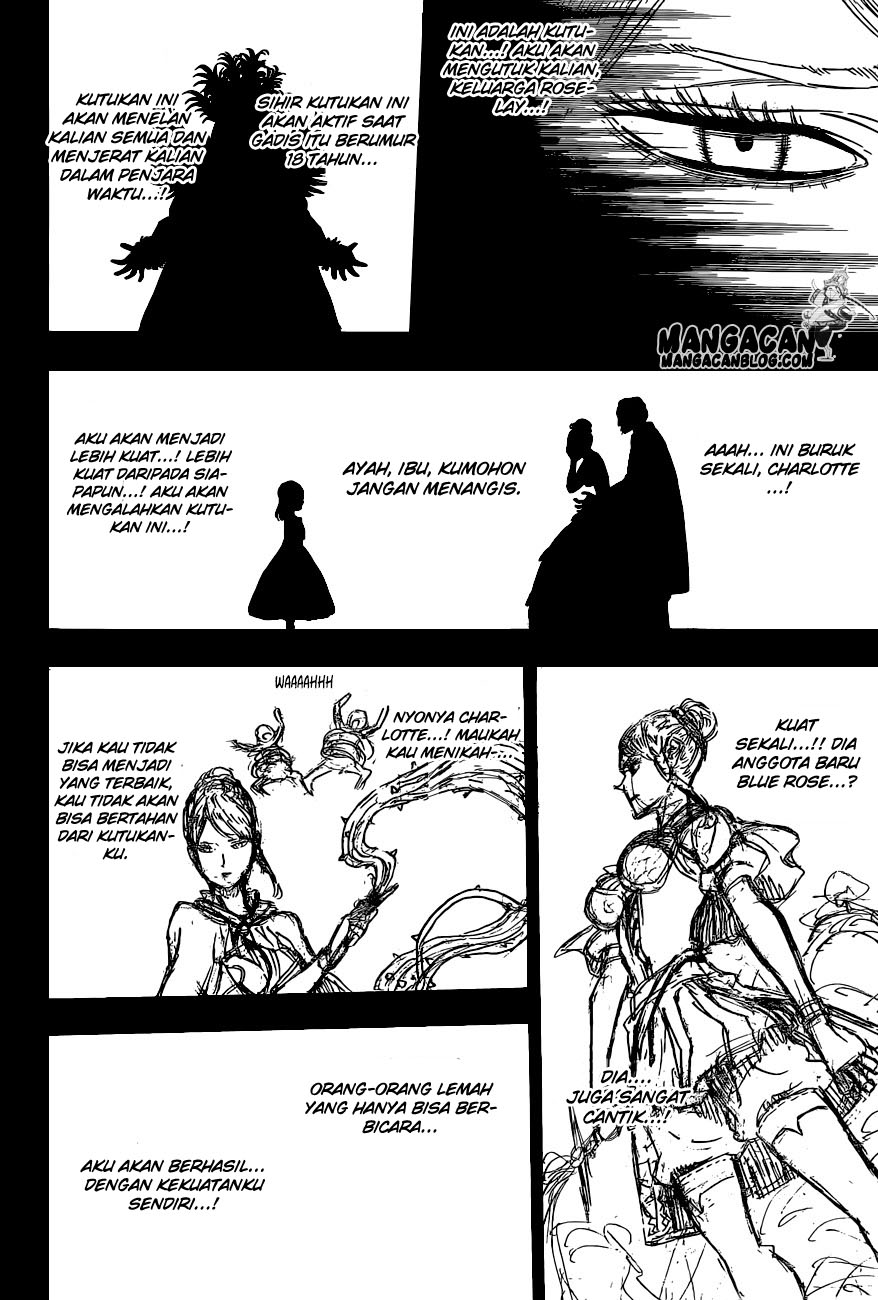 INI ADALAH KUTU-
KAN...! AKU AKAN
MENGUTUK KALIAN,
KELUARGA ROSE-
LAY...!
SIHIR KUTUKAN INI
AKAN AKTIF SAAT
GADIS ITU BERUMUR
18 TAHUN...
KUTUKAN INI
AKAN MENELAN
KALIAN SEMUA DAN
MENJERAT KALIAN
DALAM PENJARA
WAKTU...!
MANGACAN
MANGACANBLOG.COM
AAAH... INI BURUK
SEKALI, CHARLOTTE
...!
AYAH, IBU, KUMOHON
JANGAN MENANGIS.
AKU AKAN MENJADI
LEBIH KUAT...! LEBIH
KUAT DARIPADA SIA-
PAPUN...! AKU AKAN
MENGALAHKAN KUTU-
KAN INI...!
KUAT
SEKALI...!! DIA
ANGGOTA BARU
BLUE ROSE...?
DIA....
JUGA SANGAT
CANTIK...!
WAAAAHHH
NYONYA CHAR-
LOTTE...! MAUKAH
KAU MENIKAH-...
JIKA KAU TIDAK
BISA MENJADI
YANG TERBAIK,
KAU TIDAK AKAN
BISA BERTAHAN
DARI KUTUKAN-
KU.
ORANG-ORANG LEMAH
YANG HANYA BISA BER-
BICARA...
AKU AKAN BERHASIL...
DENGAN KEKUATANKU
SENDIRI...!